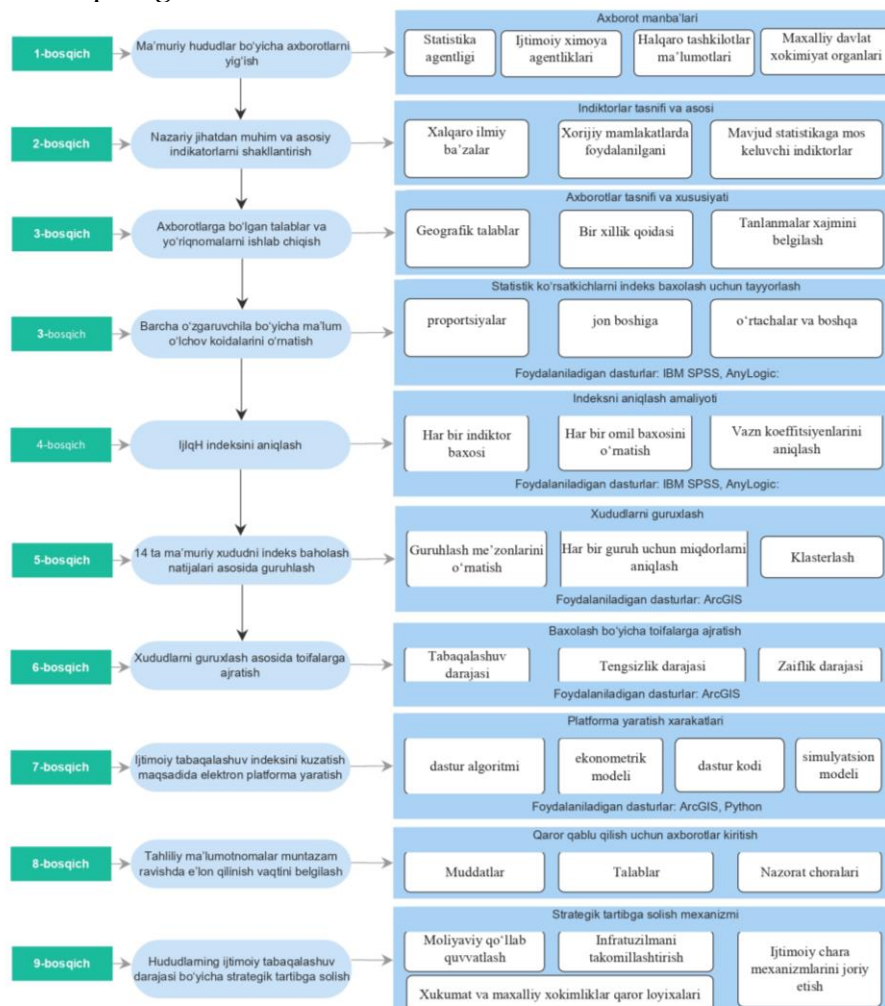 1-bosqich
Ma'muriy hududlar bo'yicha axborotlarni
yig'ish
Axborot manba'lari
Statistika
agentligi
Ijtimoiy ximoya
agentliklari
Halqaro tashkilotlar
ma'lumotlari
Maxalliy davlat
xokimiyat organlari
2-bosqich
Nazariy jihatdan muhim va asosiy
indikatorlarni shakllantirish
Indiktorlar tasnifi va asosi
Xalqaro ilmiy
ba'zalar
Xorijiy mamlakatlarda
foydalanilgani
Mavjud statistikaga mos
keluvchi indiktorlar
3-bosqich
Axborotlarga bo'lgan talablar va
yo'riqnomalarni ishlab chiqish
Axborotlar tasnifi va xususiyati
Geografik talablar
Bir xillik qoidasi
Tanlanmalar xajmini
belgilash
3-bosqich
Barcha o'zgaruvchila bo'yicha ma'lum
o'lchov koidalarini o'rnatish
Statistik ko'rsatkichlarni indeks baxolash uchun tayyorlash
proportsiyalar
jon boshiga
o'rtachalar va boshqa
Foydalaniladigan dasturlar: IBM SPSS, AnyLogic:
4-bosqich
IjIqH indeksini aniqlash
Indeksni aniqlash amaliyoti
Har bir indiktor
baxosi
Har bir omil baxosini
o'rnatish
Vazn koeffitsiyenlarini
aniqlash
Foydalaniladigan dasturlar: IBM SPSS, AnyLogic:
5-bosqich
14 ta ma'muriy xududni indeks baholash
natijalari asosida guruhlash
Xududlarni guruxlash
Guruhlash me'zonlarini
o'rnatish
Har bir guruh uchun miqdorlarni
aniqlash
Klasterlash
Foydalaniladigan dasturlar: ArcGIS
6-bosqich
Xududlarni guruxlash asosida toifalarga
ajratish
Baxolash bo'yicha toifalarga ajratish
Tabaqalashuv
darajasi
Tengsizlik darajasi
Zaiflik darajasi
Foydalaniladigan dasturlar: ArcGIS
7-bosqich
Ijtimoiy tabaqalashuv indeksini kuzatish
maqsadida elektron platforma yaratish
Platforma yaratish xarakatlari
dastur algoritmi
ekonometrik
modeli
dastur kodi
simulyatsion
modeli
Foydalaniladigan dasturlar: ArcGIS, Python
8-bosqich
Tahliliy ma'lumotnomalar muntazam
ravishda e'lon qilinish vaqtini belgilash
Qaror qablu qilish uchun axborotlar kiritish
Muddatlar
Talablar
Nazorat choralari
9-bosqich
Hududlarning ijtimoiy tabaqalashuv
darajasi bo'yicha strategik tartibga solish
Strategik tartibga solish mexanizmi
Moliyaviy qo'llab
quvvatlash
Infratuzilmani
takomillashtirish
Ijtimoiy chara
mexanizmlarini joriy
etish
Xukumat va maxalliy xokimliklar qaror loyixalari